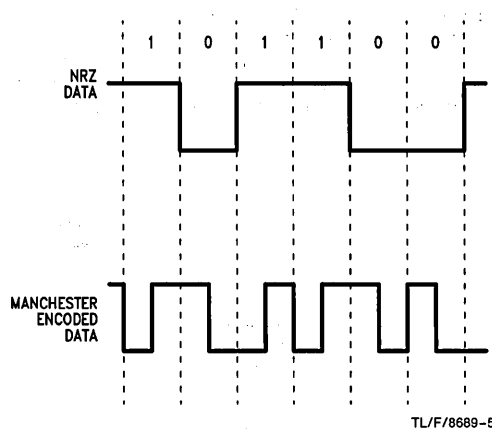 1 0 1 1 0 0
NRZ
DATA
MANCHESTER
ENCODED
DATA
TL/F/8689-5